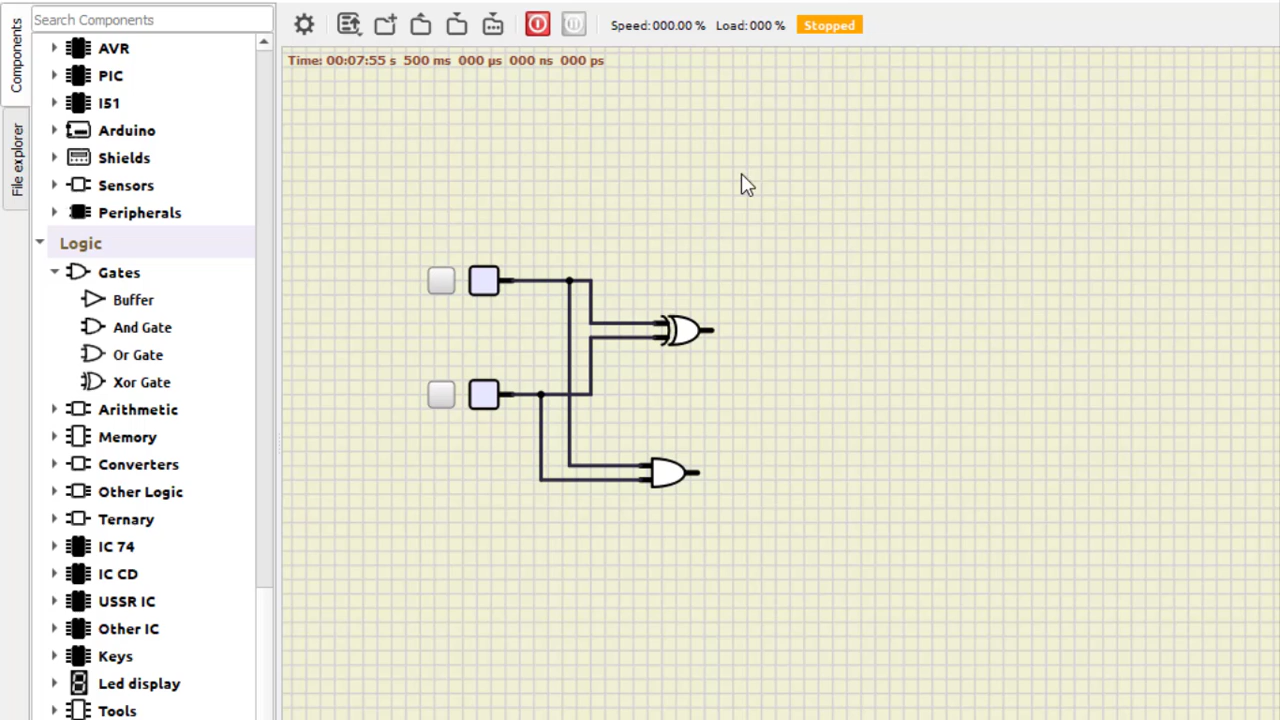 Components
File explorer
Search Components
AVR
PIC
I51
Arduino
Shields
Sensors
Peripherals
Logic
Gates
Buffer
And Gate
Or Gate
Xor Gate
Arithmetic
Memory
Converters
Other Logic
Ternary
IC 74
IC CD
USSR IC
Other IC
Keys
Led display
Tools
Speed: 000.00 % Load: 000 % Stopped
Time: 00:07:55 s 500 ms 000 µs 000 ns 000 ps